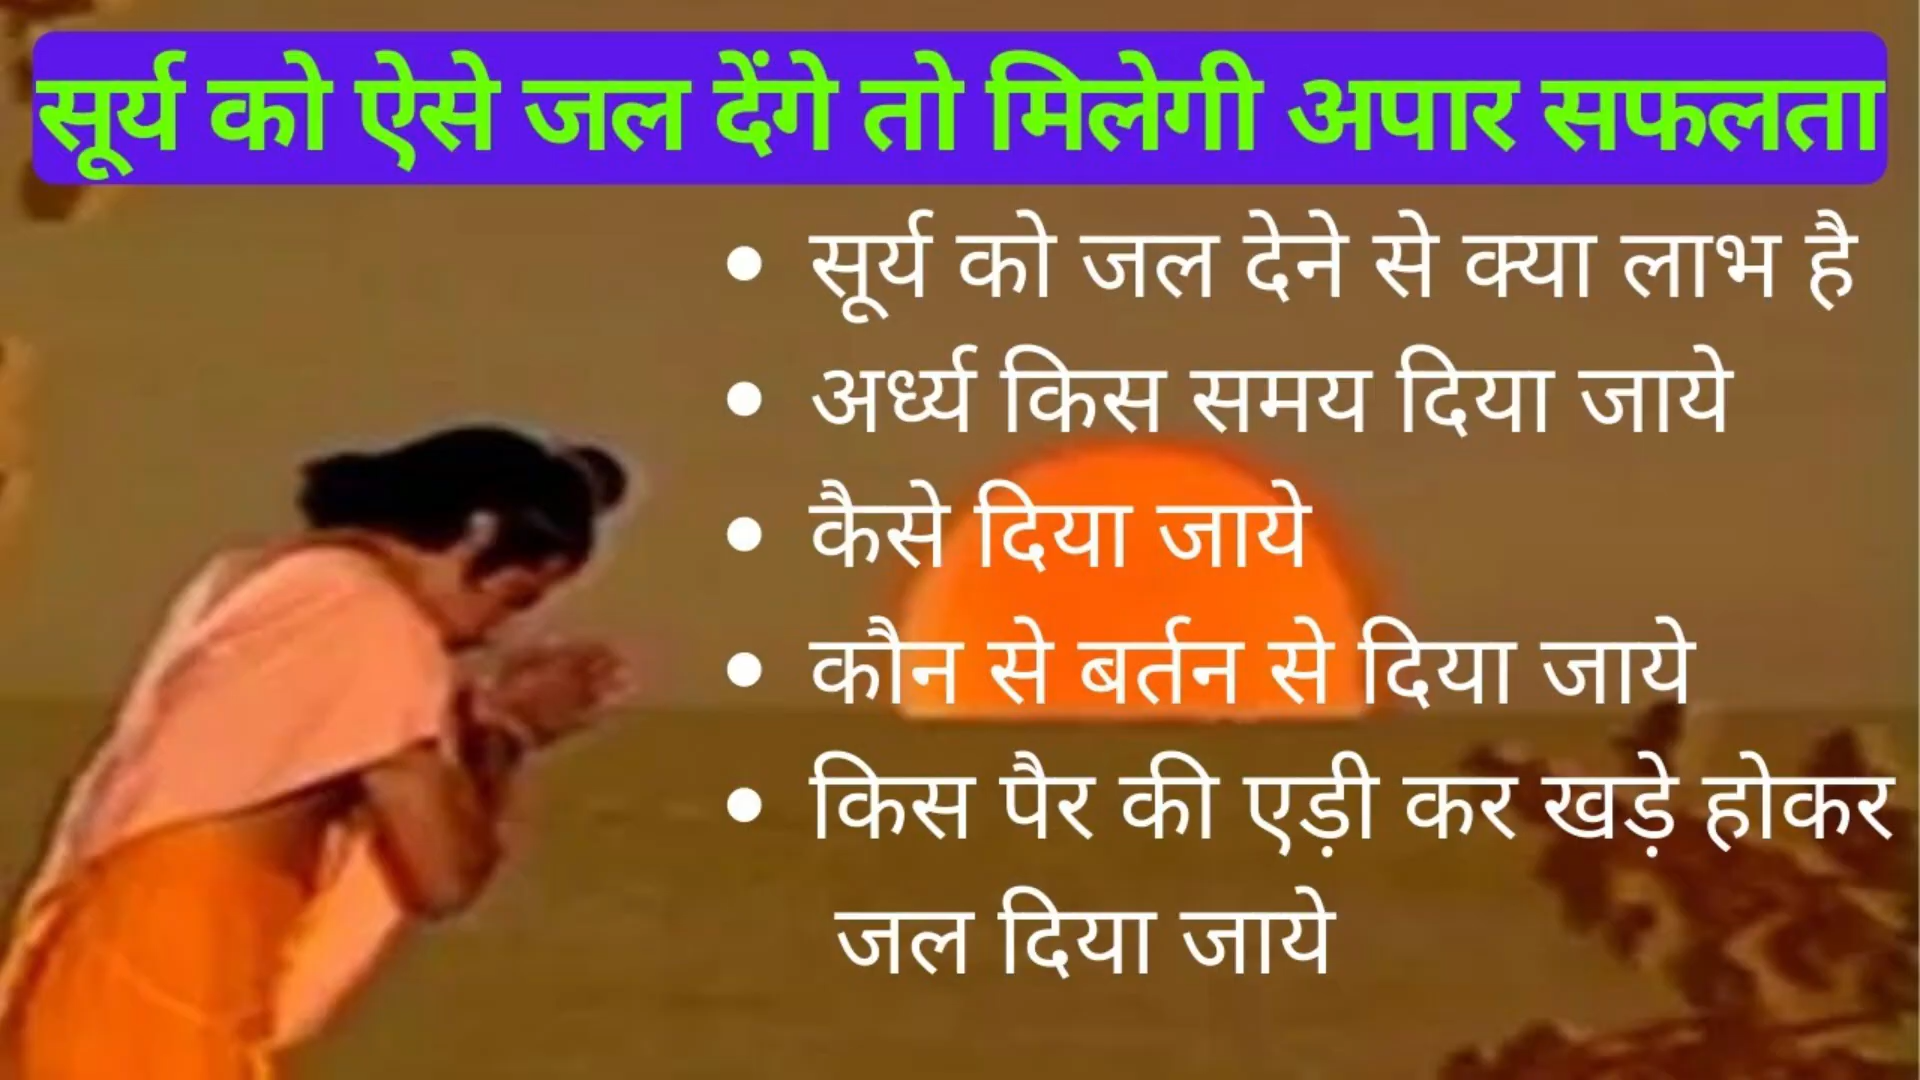 सूर्य को ऐसे जल देंगे तो मिलेगी अपार सफलता
• सूर्य को जल देने से क्या लाभ है
• अर्ध्य किस समय दिया जाये
• कैसे दिया जाये
• कौन से बर्तन से दिया जाये
• किस पैर की एड़ी कर खड़े होकर
जल दिया जाये